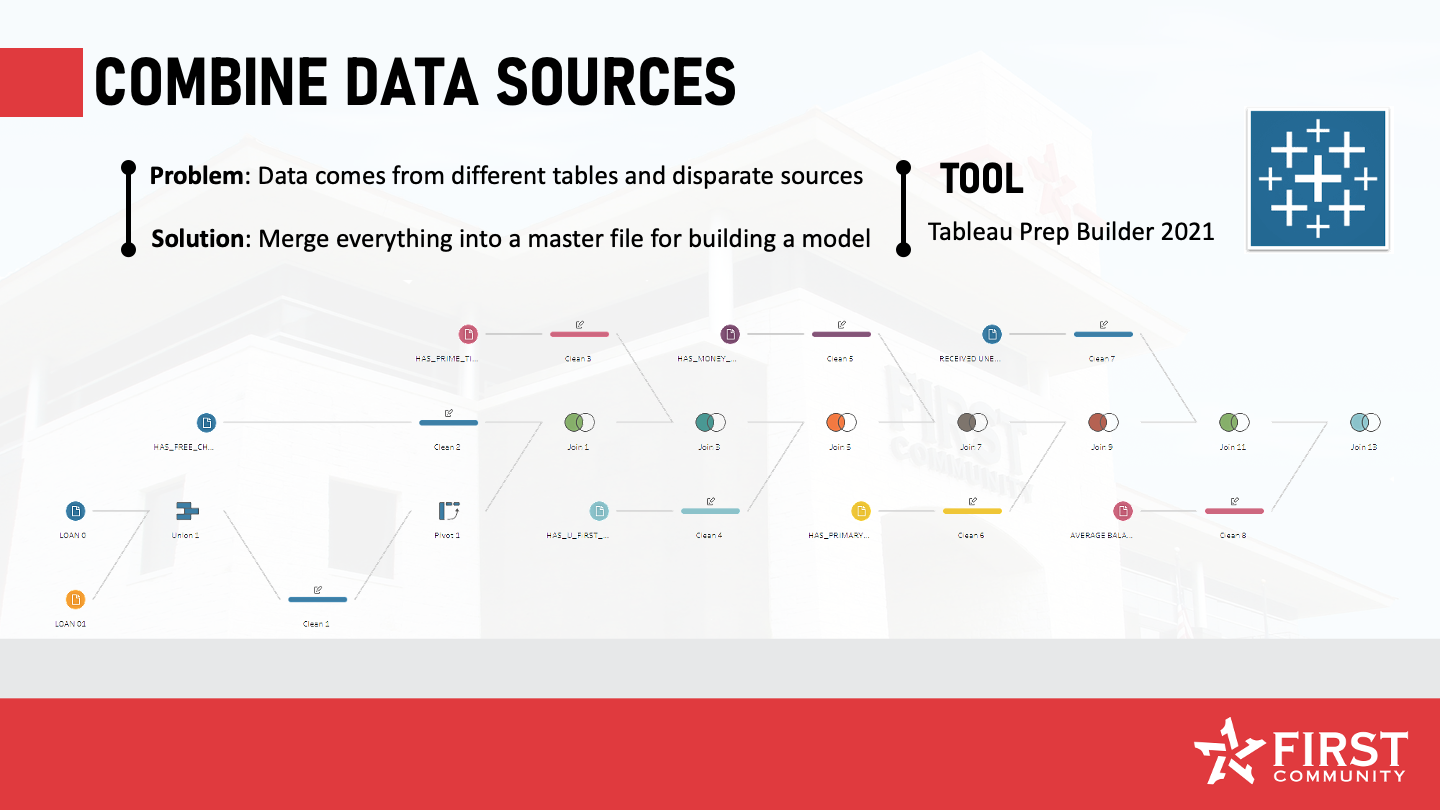 COMBINE DATA SOURCES
Problem: Data comes from different tables and disparate sources
Solution: Merge everything into a master file for building a model
TOOL
Tableau Prep Builder 2021
HAS_PRIME_TI...
Clean 3
HAS_MONEY_...
Clean 5
RECEIVED UNE...
Clean 7
HAS_FREE_CH...
Clean 2
Join 1
Join 3
Join 5
Join 7
Join 9
Join 11
Join 13
LOAN 0
Union 1
Pivot 1
HAS_U_FIRST_...
Clean 4
HAS_PRIMARY...
Clean 6
AVERAGE BALA...
Clean 8
LOAN 01
Clean 1
FIRST
COMMUNITY
FIRST
COMMUNITY